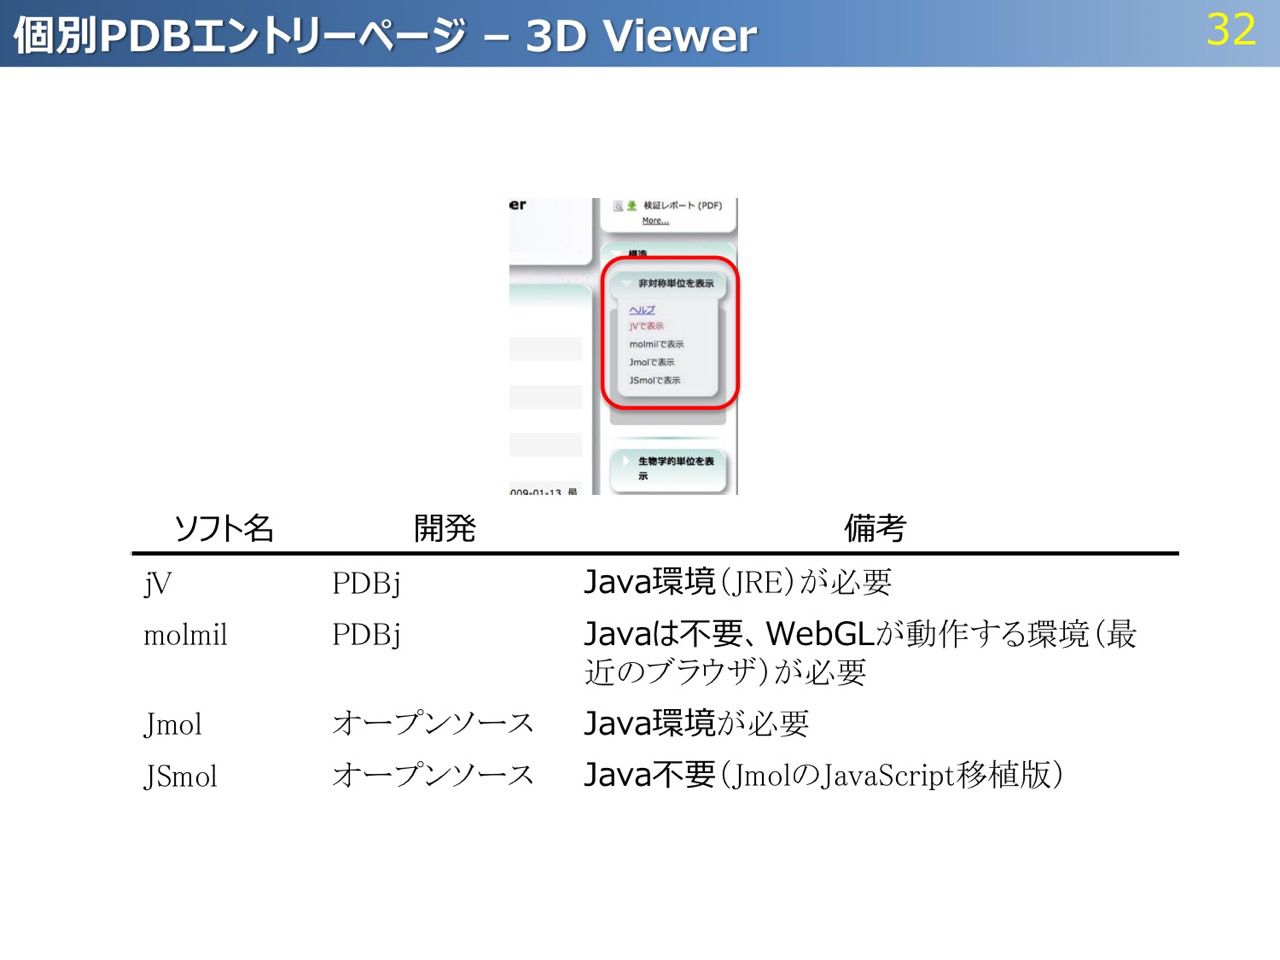 個別PDBエントリーページ – 3D Viewer
32
er
検証レポート (PDF)
More...
構造
非対称単位を表示
ヘルプ
jVで表示
molmilで表示
Jmolで表示
JSmolで表示
生物学的単位を表
示
009-01-13
ソフト名 開発 備考
jV PDBj Java環境（JRE）が必要
molmil PDBj Javaは不要、WebGLが動作する環境（最
近のブラウザ）が必要
Jmol オープンソース Java環境が必要
JSmol オープンソース Java不要（JmolのJavaScript移植版）